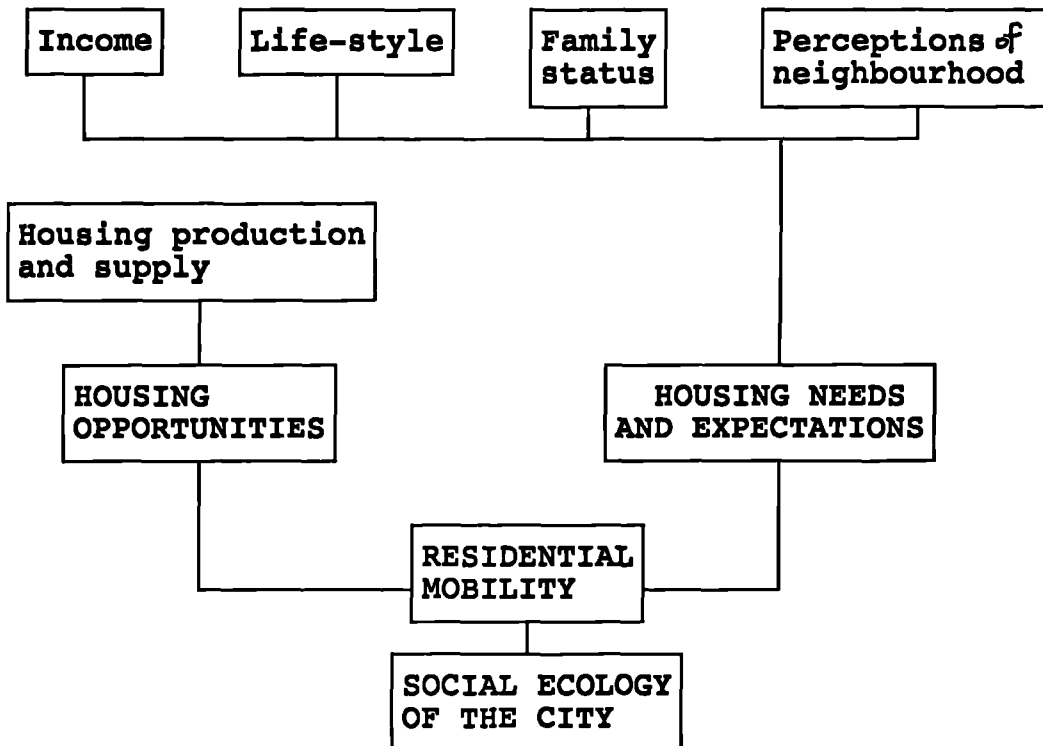 Income
Life-style
Family
status
Perceptions of
neighbourhood
Housing production
and supply
HOUSING
OPPORTUNITIES
HOUSING NEEDS
AND EXPECTATIONS
RESIDENTIAL
MOBILITY
SOCIAL ECOLOGY
OF THE CITY